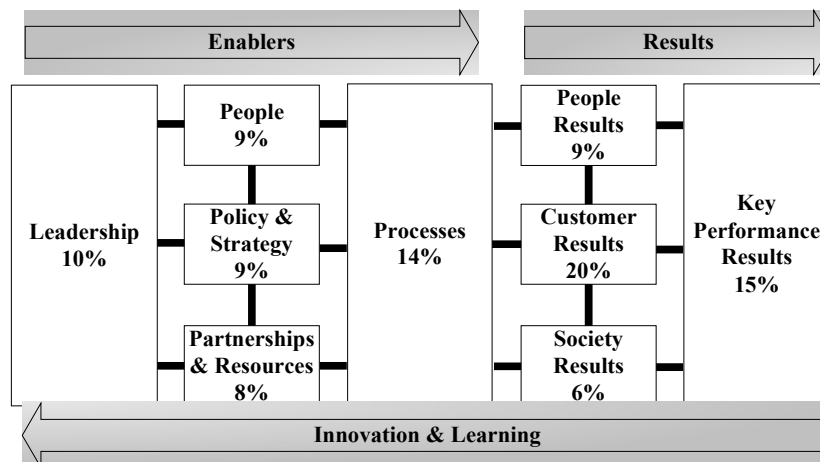 Enablers
Results
Leadership
10%
People
9%
Policy &
Strategy
9%
Partnerships
& Resources
8%
Processes
14%
People
Results
9%
Customer
Results
20%
Society
Results
6%
Key
Performance
Results
15%
Innovation & Learning